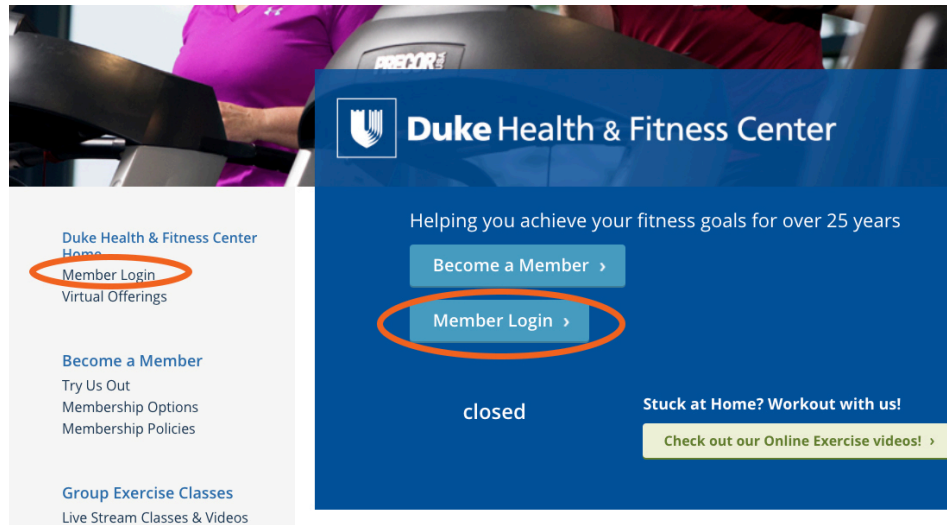 PRECOR USA
Duke Health & Fitness Center
Duke Health & Fitness Center
Home
Member Login
Virtual Offerings
Become a Member
Try Us Out
Membership Options
Membership Policies
Group Exercise Classes
Live Stream Classes & Videos
Helping you achieve your fitness goals for over 25 years
Become a Member ›
Member Login ›
closed
Stuck at Home? Workout with us!
Check out our Online Exercise videos! ›